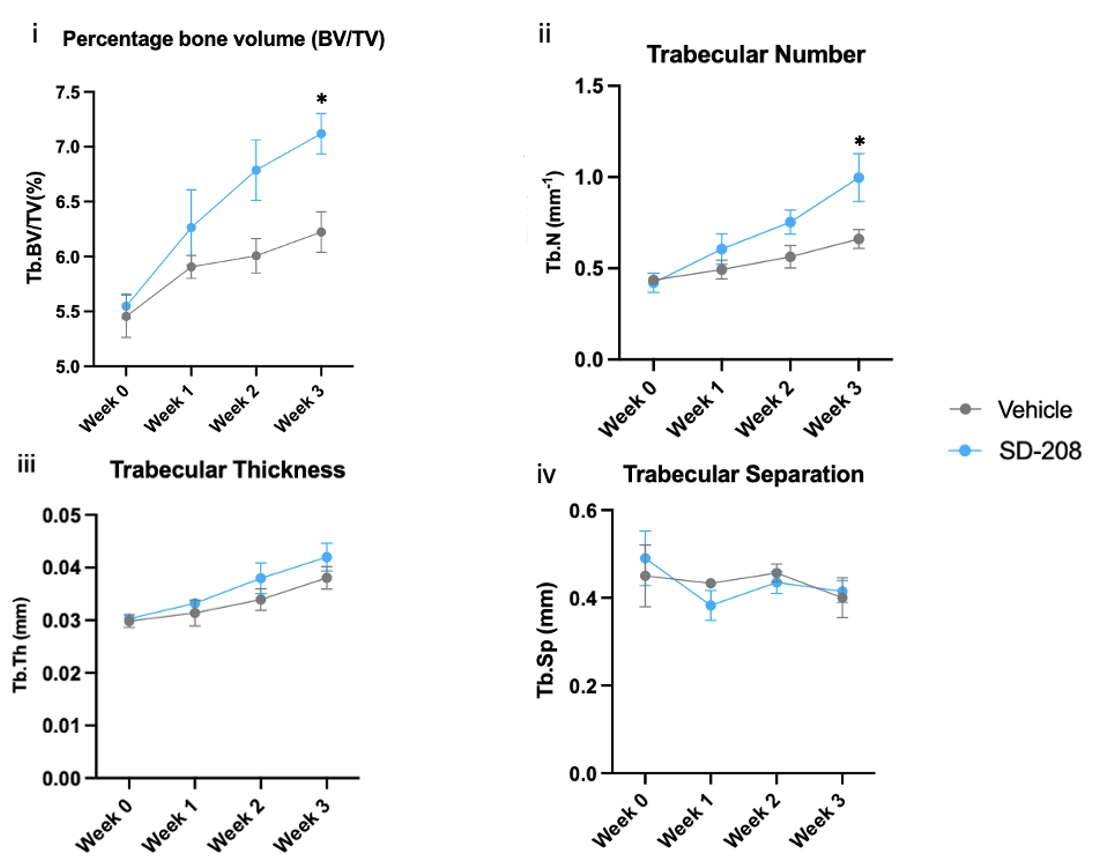 i
Percentage bone volume (BV/TV)
Tb.BV/TV(%)
7.5
*
7.0
6.5
6.0
5.5
5.0
Week 0
Week 1
Week 2
Week 3
ii
Trabecular Number
Tb.N (mm-1)
1.5
*
1.0
0.5
0.0
Week 0
Week 1
Week 2
Week 3
Vehicle
SD-208
iii
Trabecular Thickness
Tb.Th (mm)
0.05
0.04
0.03
0.02
0.01
0.00
Week 0
Week 1
Week 2
Week 3
iv
Trabecular Separation
Tb.Sp (mm)
0.6
0.4
0.2
0.0
Week 0
Week 1
Week 2
Week 3